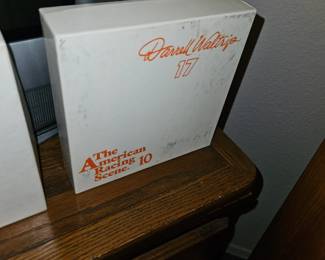 Darrell Waltrip
17
The
American
Racing
Scene. 10